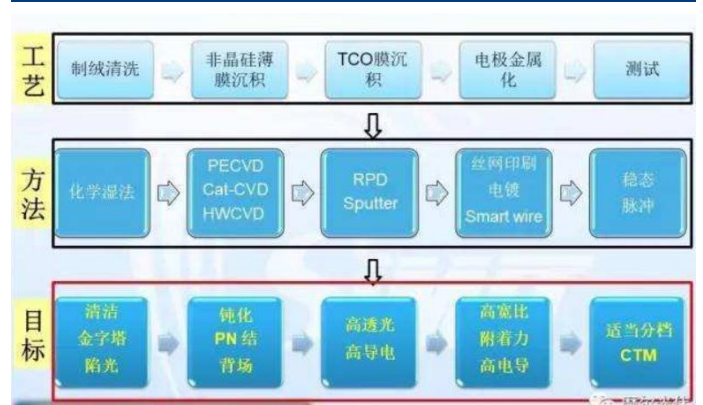 工艺
制绒清洗
非晶硅薄
膜沉积
TCO膜沉
积
电极金属
化
测试
方法
化学湿法
PECVD
Cat-CVD
HWCVD
RPD
Sputter
丝网印刷
电镀
Smart wire
稳态
脉冲
目标
清洁
金字塔
陷光
钝化
PN结
背场
高透光
高导电
高宽比
附着力
高电导
适当分档
CTM